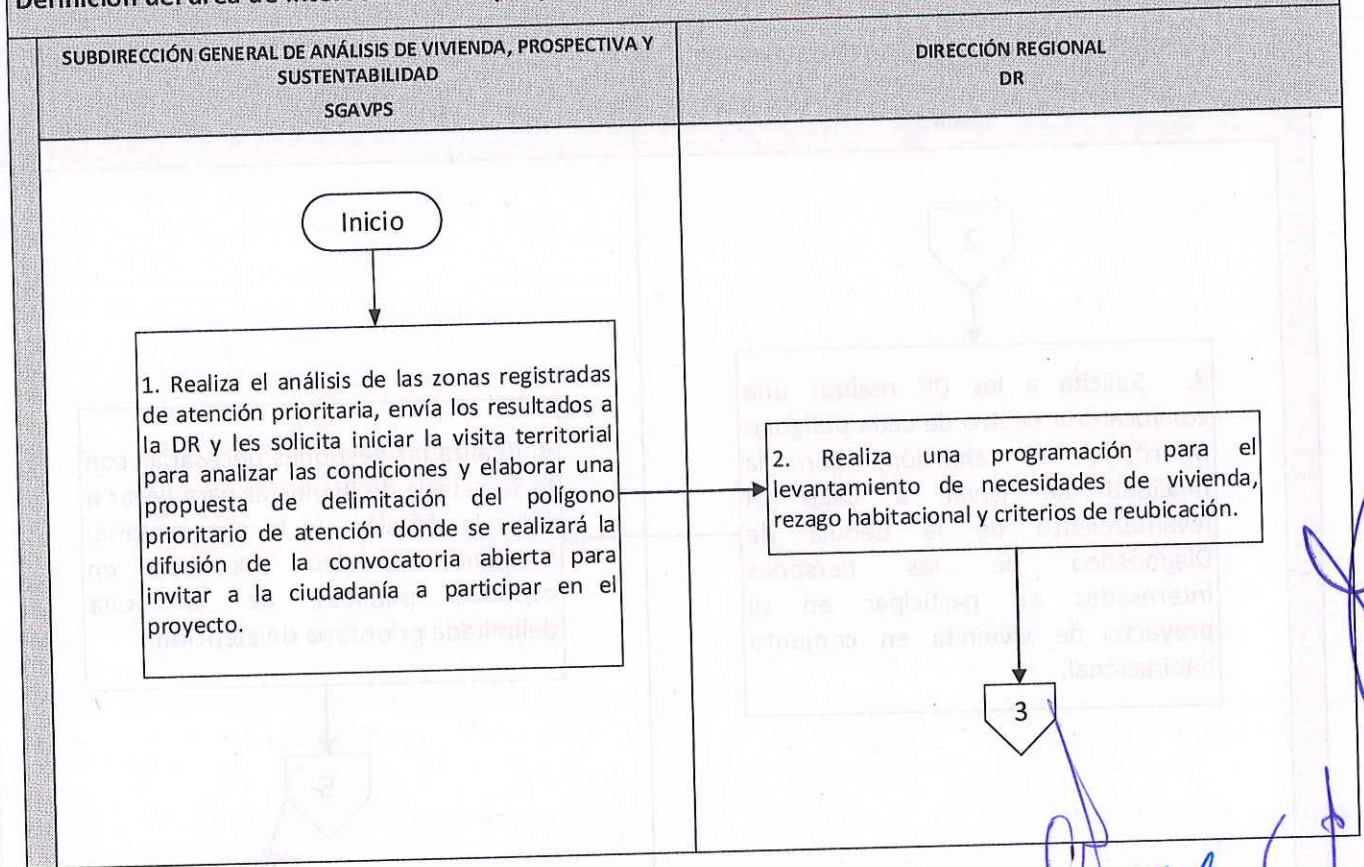 SUBDIRECCIÓN GENERAL DE ANÁLISIS DE VIVIENDA, PROSPECTIVA Y
SUSTENTABILIDAD
SGAVPS
DIRECCIÓN REGIONAL
DR
Inicio
1. Realiza el análisis de las zonas registradas
de atención prioritaria, envía los resultados a
la DR y les solicita iniciar la visita territorial
para analizar las condiciones y elaborar una
propuesta de delimitación del polígono
prioritario de atención donde se realizará la
difusión de la convocatoria abierta para
invitar a la ciudadanía a participar en el
proyecto.
2. Realiza una programación para el
levantamiento de necesidades de vivienda,
rezago habitacional y criterios de reubicación.
3